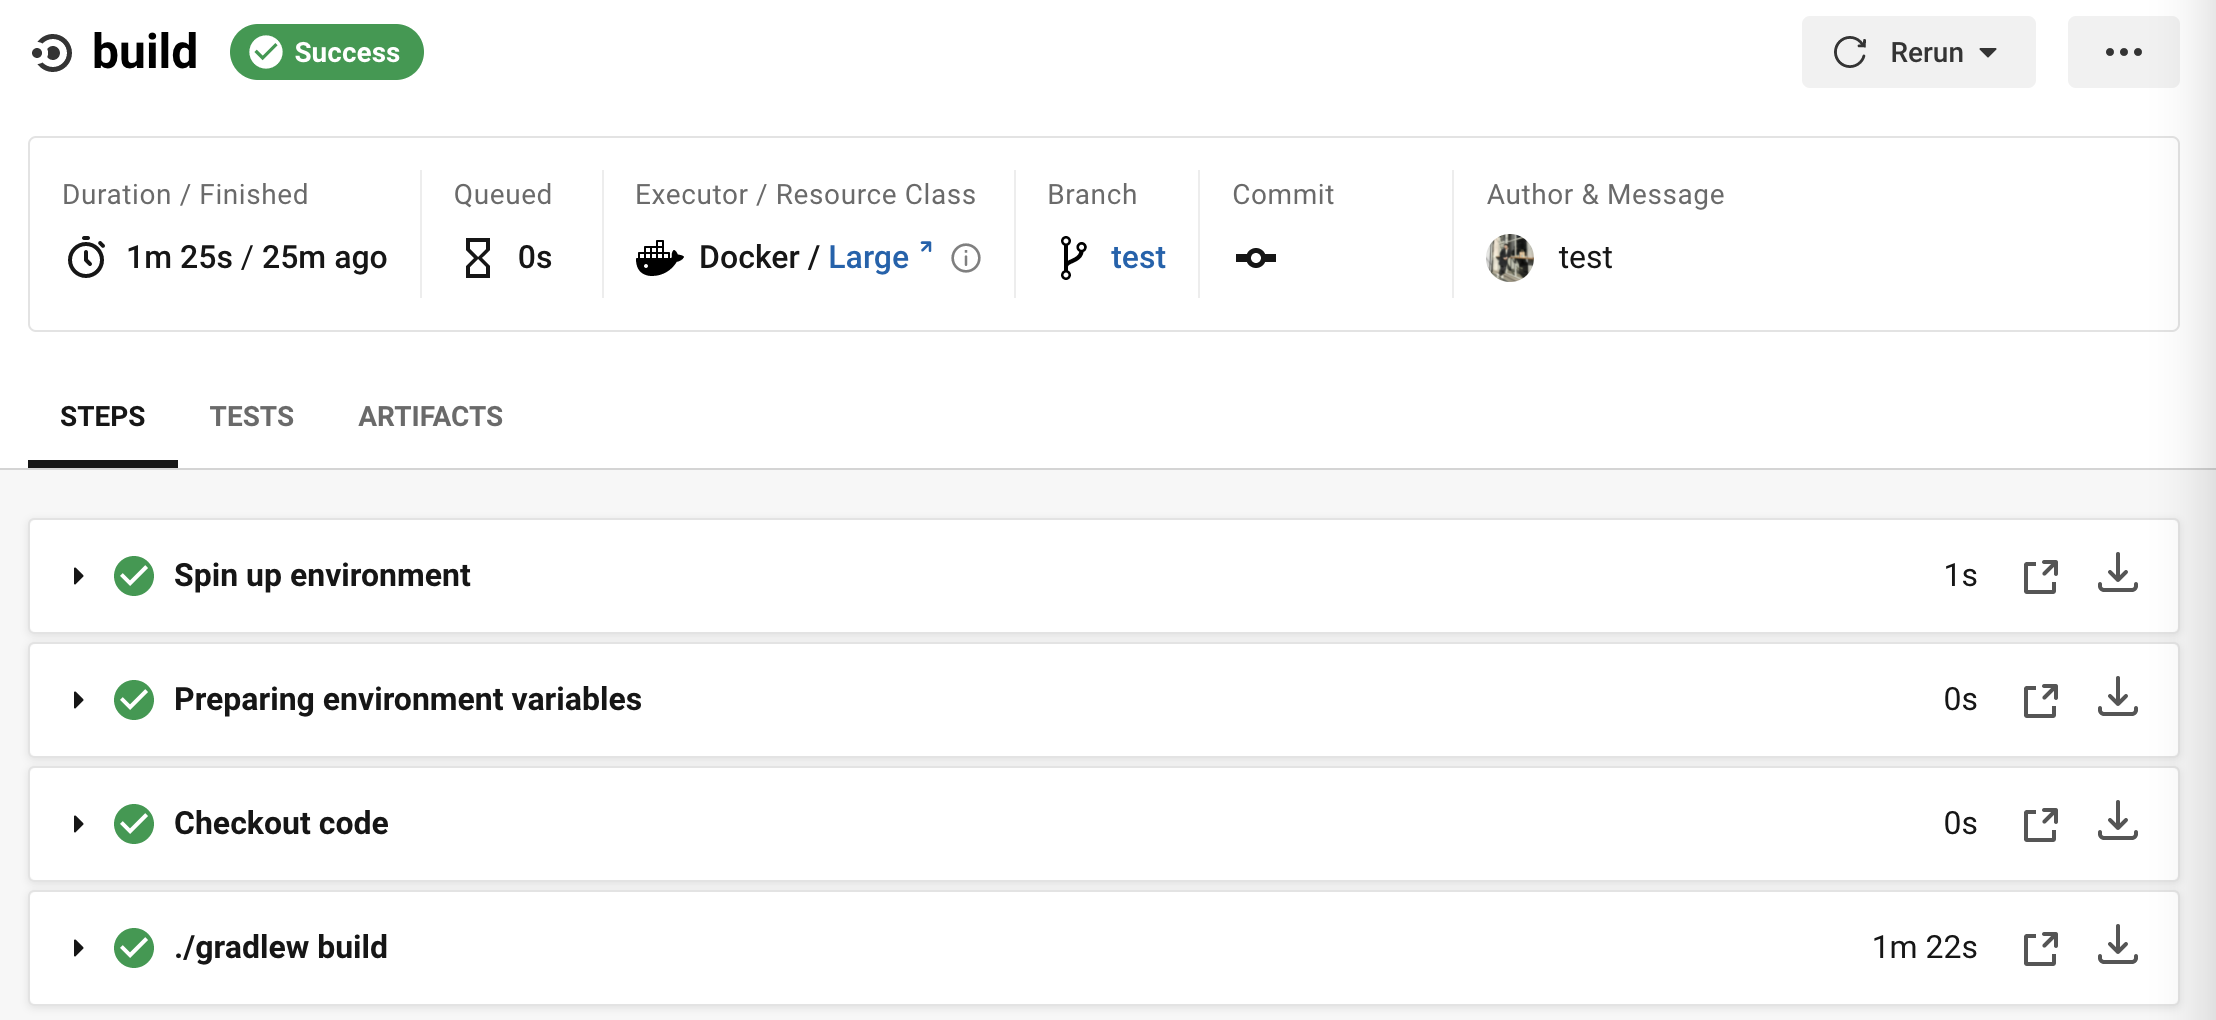 build Success Rerun
Duration / Finished Queued Executor / Resource Class Branch Commit Author & Message
1m 25s / 25m ago 0s Docker / Large test test
STEPS TESTS ARTIFACTS
Spin up environment 1s
Preparing environment variables 0s
Checkout code 0s
./gradlew build 1m 22s